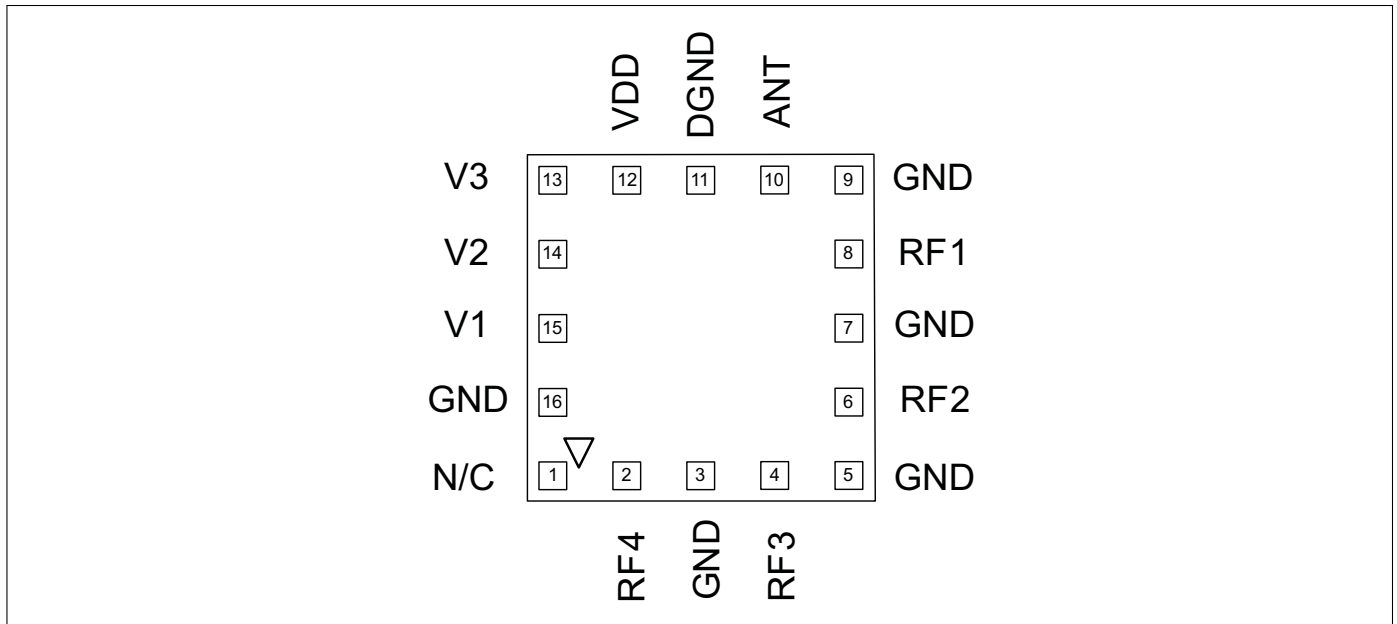 VDD DGND ANT
V3 13 12 11 10 9 GND
V2 14 8 RF1
V1 15 7 GND
GND 16 6 RF2
N/C 1 2 3 4 5 GND
RF4 GND RF3